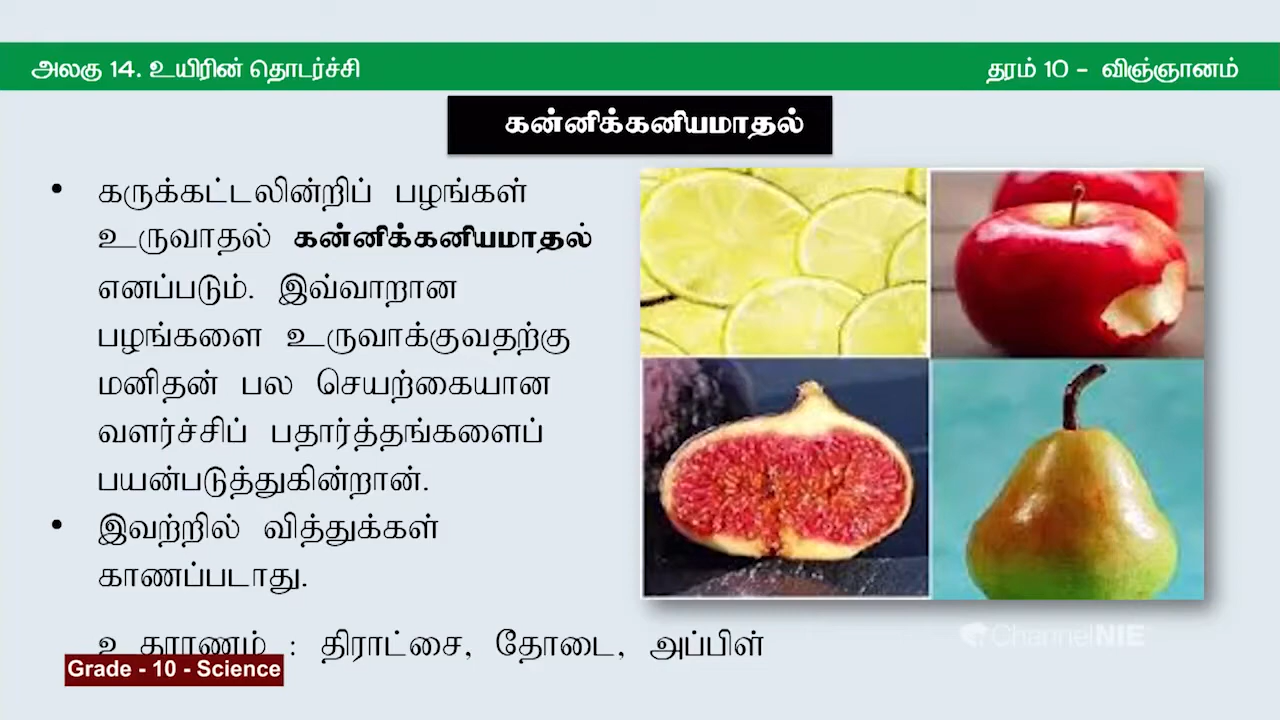 அலகு 14. உயிரின் தொடர்ச்சி
தரம் 10 - விஞ்ஞானம்
கன்னிக்கனியமாதல்
• கருக்கட்டலின்றிப் பழங்கள்
உருவாதல் கன்னிக்கனியமாதல்
எனப்படும். இவ்வாறான
பழங்களை உருவாக்குவதற்கு
மனிதன் பல செயற்கையான
வளர்ச்சிப் பதார்த்தங்களைப்
பயன்படுத்துகின்றான்.
• இவற்றில் வித்துக்கள்
காணப்படாது.
: திராட்சை, தோடை, அப்பிள்
Grade - 10 - Science
ChannelNIE